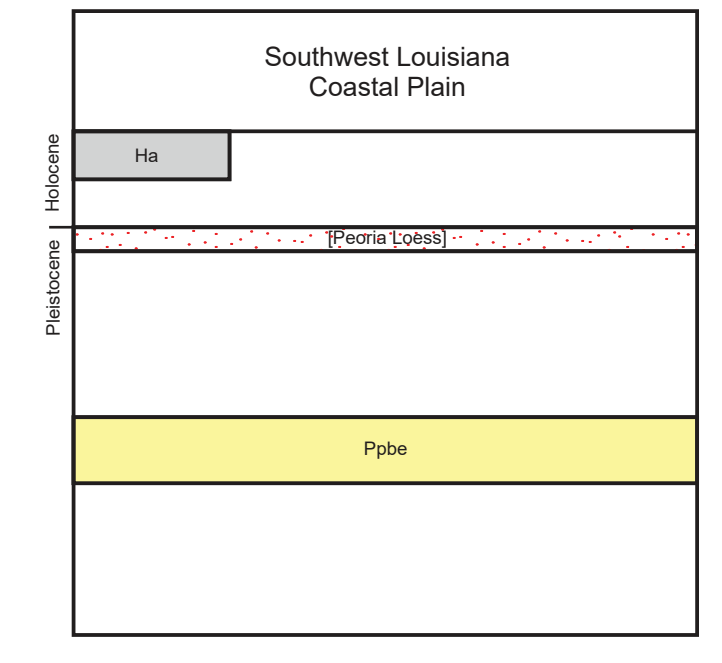 Southwest Louisiana
Coastal Plain
Holocene
Ha
[Peoria Loess]
Pleistocene
Ppbe